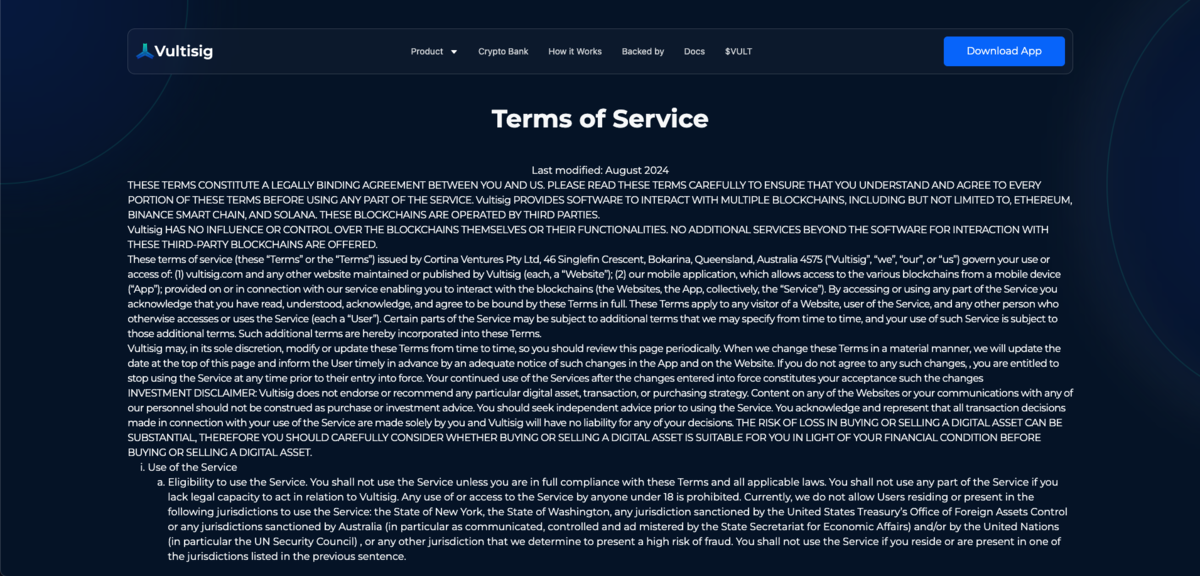 Vultisig
Product
Crypto Bank
How it Works
Backed by
Docs
$VULT
Download App
Terms of Service
Last modified: August 2024
THESE TERMS CONSTITUTE A LEGALLY BINDING AGREEMENT BETWEEN YOU AND US. PLEASE READ THESE TERMS CAREFULLY TO ENSURE THAT YOU UNDERSTAND AND AGREE TO EVERY
PORTION OF THESE TERMS BEFORE USING ANY PART OF THE SERVICE. Vultisig PROVIDES SOFTWARE TO INTERACT WITH MULTIPLE BLOCKCHAINS, INCLUDING BUT NOT LIMITED TO, ETHEREUM,
BINANCE SMART CHAIN, AND SOLANA. THESE BLOCKCHAINS ARE OPERATED BY THIRD PARTIES.
Vultisig HAS NO INFLUENCE OR CONTROL OVER THE BLOCKCHAINS THEMSELVES OR THEIR FUNCTIONALITIES. NO ADDITIONAL SERVICES BEYOND THE SOFTWARE FOR INTERACTION WITH
THESE THIRD-PARTY BLOCKCHAINS ARE OFFERED.
These terms of service (these “Terms” or the “Terms”) issued by Cortina Ventures Pty Ltd, 46 Singlefin Crescent, Bokarina, Queensland, Australia 4575 (“Vultisig”, “we”, “our”, or “us”) govern your use or
access of: (1) vultisig.com and any other website maintained or published by Vultisig (each, a “Website”); (2) our mobile application, which allows access to the various blockchains from a mobile device
(“App”); provided on or in connection with our service enabling you to interact with the blockchains (the Websites, the App, collectively, the “Service”). By accessing or using any part of the Service you
acknowledge that you have read, understood, acknowledge, and agree to be bound by these Terms in full. These Terms apply to any visitor of a Website, user of the Service, and any other person who
otherwise accesses or uses the Service (each a “User”). Certain parts of the Service may be subject to additional terms that we may specify from time to time, and your use of such Service is subject to
those additional terms. Such additional terms are hereby incorporated into these Terms.
Vultisig may, in its sole discretion, modify or update these Terms from time to time, so you should review this page periodically. When we change these Terms in a material manner, we will update the
date at the top of this page and inform the User timely in advance by an adequate notice of such changes in the App and on the Website. If you do not agree to any such changes, , you are entitled to
stop using the Service at any time prior to their entry into force. Your continued use of the Services after the changes entered into force constitutes your acceptance such the changes
INVESTMENT DISCLAIMER: Vultisig does not endorse or recommend any particular digital asset, transaction, or purchasing strategy. Content on any of the Websites or your communications with any of
our personnel should not be construed as purchase or investment advice. You should seek independent advice prior to using the Service. You acknowledge and represent that all transaction decisions
made in connection with your use of the Service are made solely by you and Vultisig will have no liability for any of your decisions. THE RISK OF LOSS IN BUYING OR SELLING A DIGITAL ASSET CAN BE
SUBSTANTIAL, THEREFORE YOU SHOULD CAREFULLY CONSIDER WHETHER BUYING OR SELLING A DIGITAL ASSET IS SUITABLE FOR YOU IN LIGHT OF YOUR FINANCIAL CONDITION BEFORE
BUYING OR SELLING A DIGITAL ASSET.
i. Use of the Service
a. Eligibility to use the Service. You shall not use the Service unless you are in full compliance with these Terms and all applicable laws. You shall not use any part of the Service if you
lack legal capacity to act in relation to Vultisig. Any use of or access to the Service by anyone under 18 is prohibited. Currently, we do not allow Users residing or present in the
following jurisdictions to use the Service: the State of New York, the State of Washington, any jurisdiction sanctioned by the United States Treasury’s Office of Foreign Assets Control
or any jurisdictions sanctioned by Australia (in particular as communicated, controlled and ad mistered by the State Secretariat for Economic Affairs) and/or by the United Nations
(in particular the UN Security Council) , or any other jurisdiction that we determine to present a high risk of fraud. You shall not use the Service if you reside or are present in one of
the jurisdictions listed in the previous sentence.